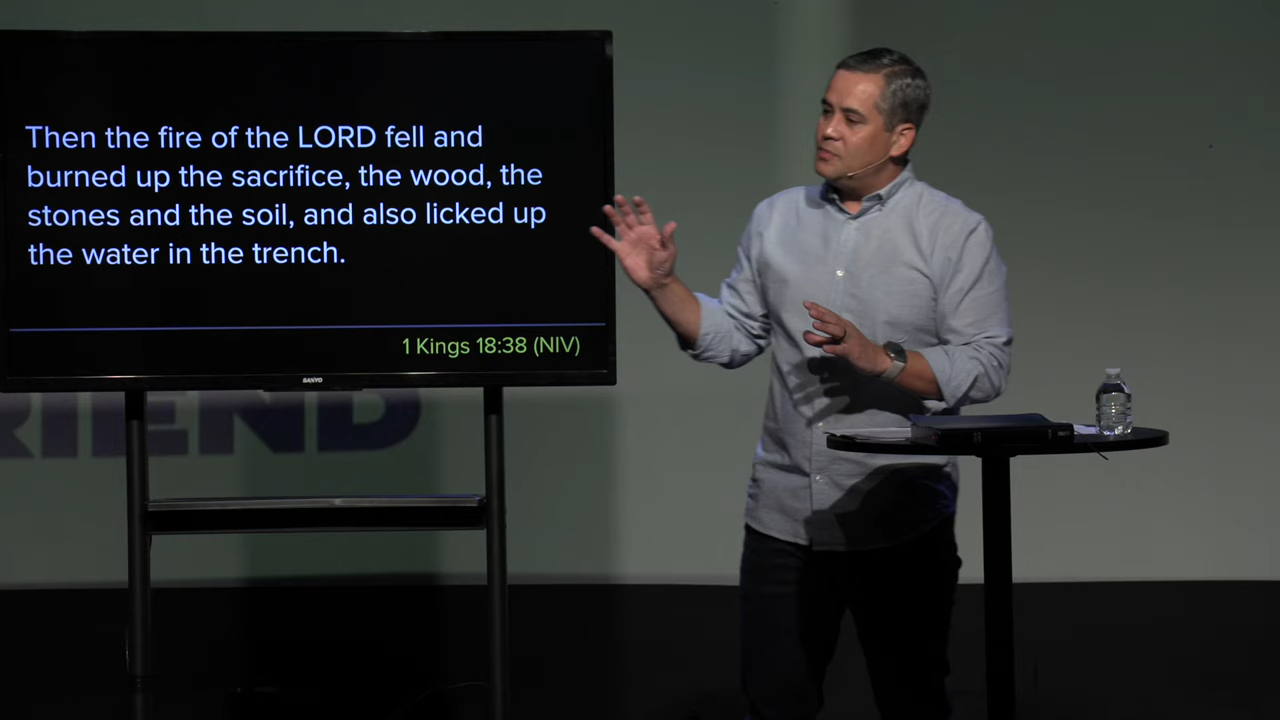 Then the fire of the LORD fell and
burned up the sacrifice, the wood, the
stones and the soil, and also licked up
the water in the trench.
1 Kings 18:38 (NIV)
SANYO
RIEND